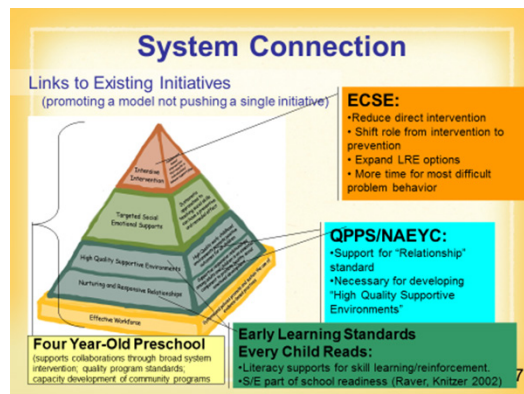 System Connection
Links to Existing Initiatives
(promoting a model not pushing a single initiative)
ECSE:
•Reduce direct intervention
• Shift role from intervention to
prevention
• Expand LRE options
• More time for most difficult
problem behavior
Intensive
Intervention
Targeted Social
Emotional Supports
High Quality Supportive Environments
Nurturing and Responsive Relationships
Effective Workforce
QPPS/NAEYC:
•Support for "Relationship"
standard
•Necessary for developing
"High Quality Supportive
Environments"
Four Year-Old Preschool
(supports collaborations through broad system
intervention; quality program standards;
capacity development of community programs
Early Learning Standards
Every Child Reads:
•Literacy supports for skill learning/reinforcement.
•S/E part of school readiness (Raver, Knitzer 2002)
7